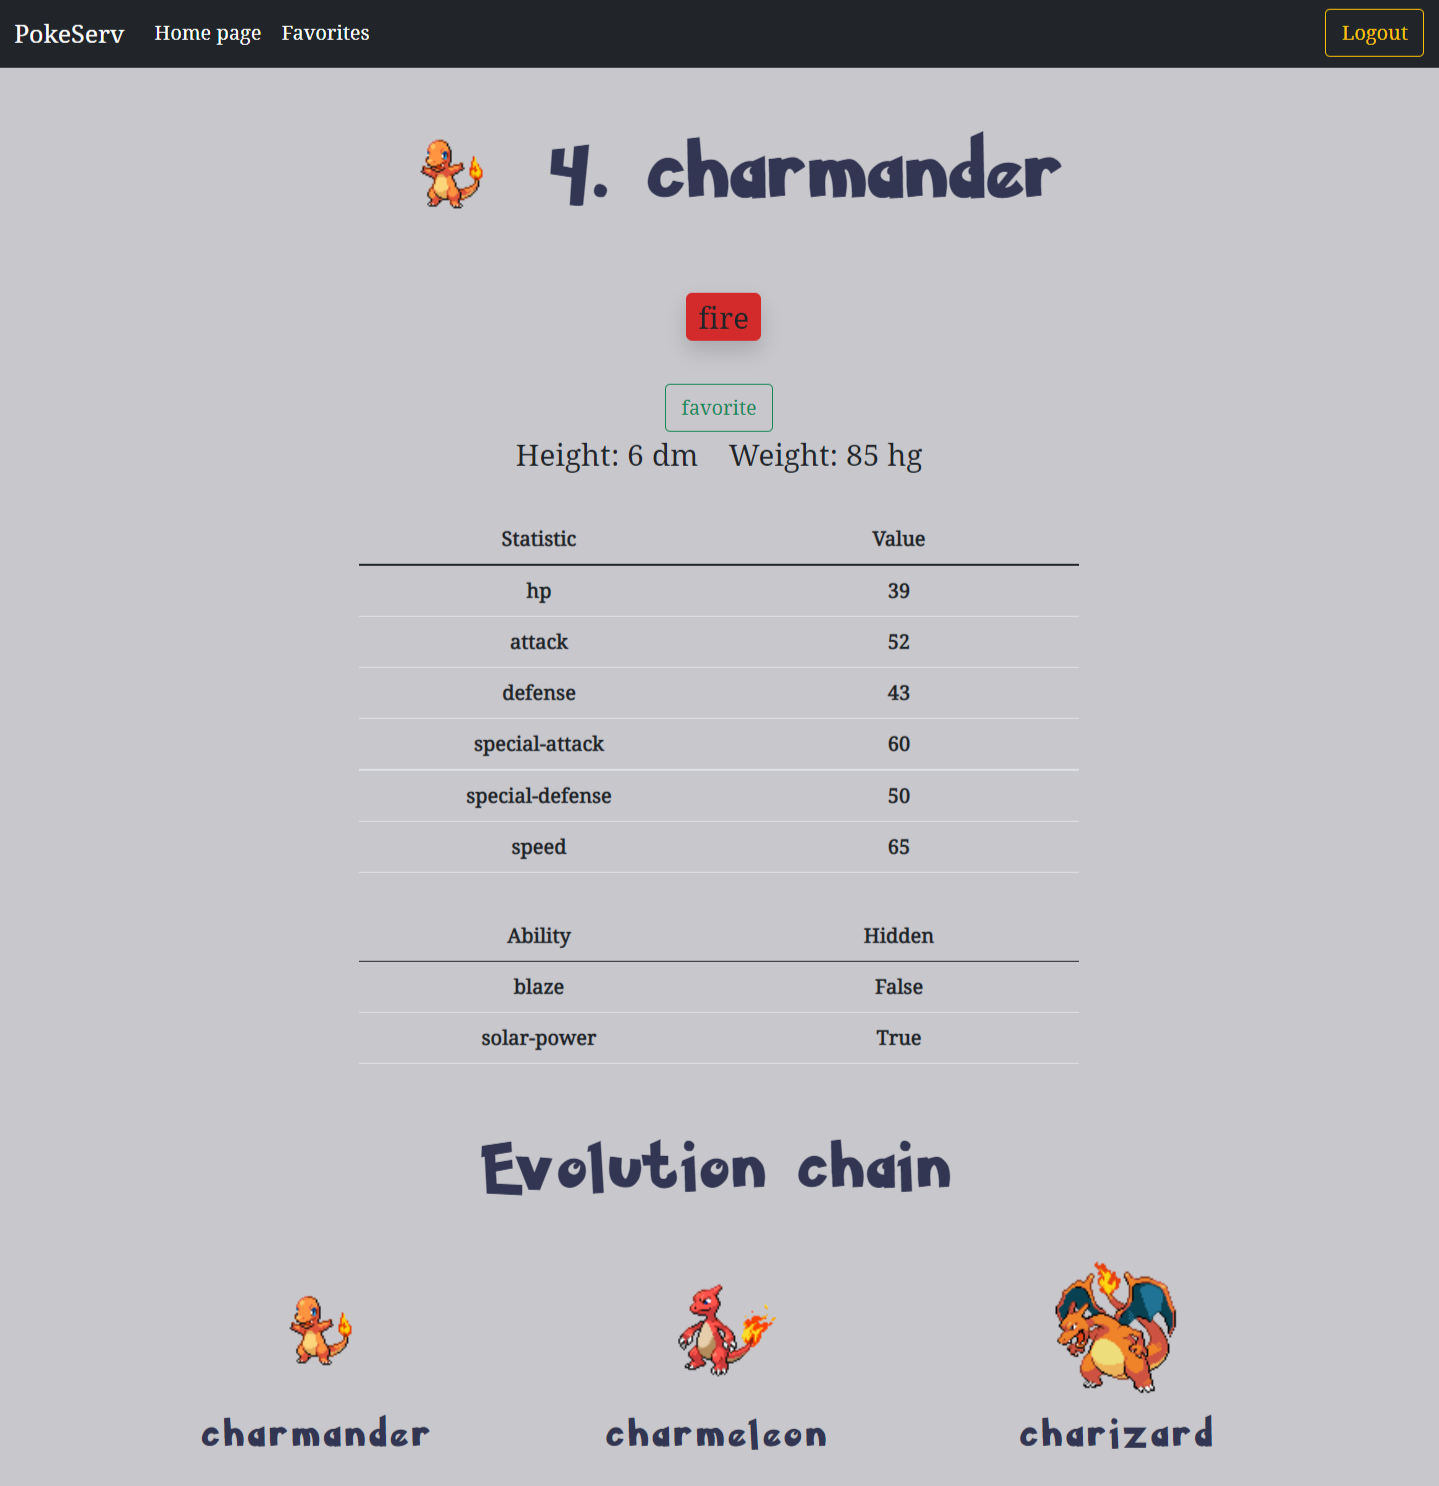 PokeServ Home page Favorites Logout
4. charmander
fire
favorite
Height: 6 dm Weight: 85 hg
Statistic Value
hp 39
attack 52
defense 43
special-attack 60
special-defense 50
speed 65
Ability Hidden
blaze False
solar-power True
Evolution chain
charmander charmeleon charizard